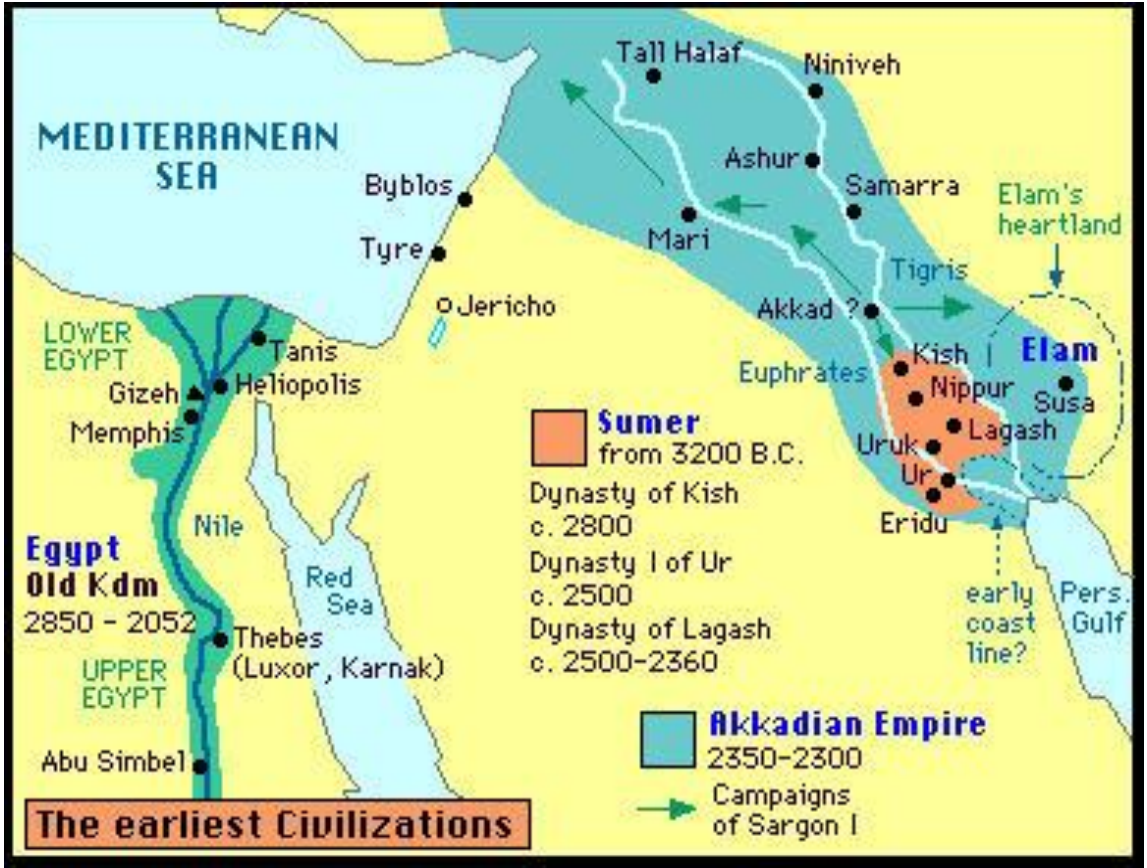 MEDITERRANEAN
SEA
Tall Halaf
Niniveh
Ashur
Samarra
Byblos
Mari
Elam's
heartland
Tyre
Tigris
Jericho
Akkad ?
LOWER
EGYPT
Tanis
Gizeh
Heliopolis
Memphis
Kish
Elam
Euphrates
Nippur
Susa
Lagash
Uruk
Ur
Eridu
Sumer
from 3200 B.C.
Dynasty of Kish
c. 2800
Dynasty I of Ur
c. 2500
Dynasty of Lagash
c. 2500-2360
Nile
Egypt
Old Kdm
2850 - 2052
Red
Sea
early
coast
line?
Pers.
Gulf
Thebes
(Luxor, Karnak)
UPPER
EGYPT
Abu Simbel
Akkadian Empire
2350-2300
Campaigns
of Sargon I
The earliest Civilizations